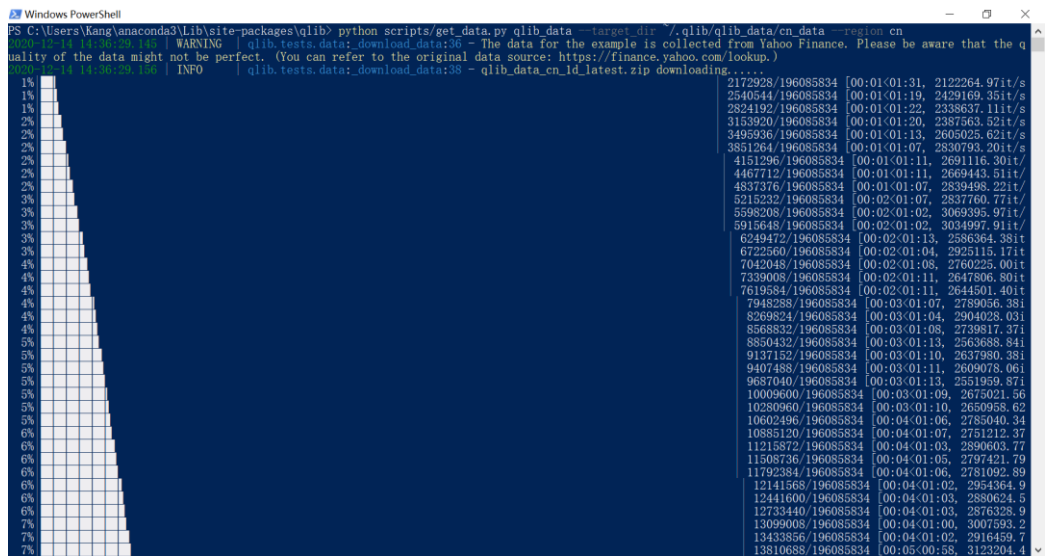 Windows PowerShell
PS C:\Users\Kang\anaconda3\Lib\site-packages\qlib> python scripts/get_data.py qlib_data --target_dir ~/.qlib/qlib_data/cn_data --region cn
2020-12-14 14:36:29.145 | WARNING | qlib.tests.data:_download_data:36 - The data for the example is collected from Yahoo Finance. Please be aware that the q
uality of the data might not be perfect. (You can refer to the original data source: https://finance.yahoo.com/lookup.)
2020-12-14 14:36:29.156 | INFO | qlib.tests.data:_download_data:38 - qlib_data_cn_1d_latest.zip downloading......
1% 2172928/196085834 [00:01<01:31, 2122264.97it/s
1% 2540544/196085834 [00:01<01:19, 2429169.35it/s
1% 2824192/196085834 [00:01<01:22, 2338637.11it/s
2% 3153920/196085834 [00:01<01:20, 2387563.52it/s
2% 3495936/196085834 [00:01<01:13, 2605025.62it/s
2% 3851264/196085834 [00:01<01:07, 2830793.20it/s
2% 4151296/196085834 [00:01<01:11, 2691116.30it/
2% 4467712/196085834 [00:01<01:11, 2669443.51it/
2% 4837376/196085834 [00:01<01:07, 2839498.22it/
3% 5215232/196085834 [00:02<01:07, 2837760.77it/
3% 5598208/196085834 [00:02<01:02, 3069395.97it/
3% 5915648/196085834 [00:02<01:02, 3034997.91it/
3% 6249472/196085834 [00:02<01:13, 2586364.38it
3% 6722560/196085834 [00:02<01:04, 2925115.17it
4% 7042048/196085834 [00:02<01:08, 2760225.00it
4% 7339008/196085834 [00:02<01:11, 2647806.80it
4% 7619584/196085834 [00:02<01:11, 2644501.40it
4% 7948288/196085834 [00:03<01:07, 2789056.38i
4% 8269824/196085834 [00:03<01:04, 2904028.03i
4% 8568832/196085834 [00:03<01:08, 2739817.37i
5% 8850432/196085834 [00:03<01:13, 2563688.84i
5% 9137152/196085834 [00:03<01:10, 2637980.38i
5% 9407488/196085834 [00:03<01:11, 2609078.06i
5% 9687040/196085834 [00:03<01:13, 2551959.87i
5% 10009600/196085834 [00:03<01:09, 2675021.56
5% 10280960/196085834 [00:03<01:10, 2650958.62
5% 10602496/196085834 [00:04<01:06, 2785040.34
6% 10885120/196085834 [00:04<01:07, 2751212.37
6% 11215872/196085834 [00:04<01:03, 2890603.77
6% 11508736/196085834 [00:04<01:05, 2797421.79
6% 11792384/196085834 [00:04<01:06, 2781092.89
6% 12141568/196085834 [00:04<01:02, 2954364.9
6% 12441600/196085834 [00:04<01:03, 2880624.5
6% 12733440/196085834 [00:04<01:03, 2876328.9
7% 13099008/196085834 [00:04<01:00, 3007593.2
7% 13433856/196085834 [00:04<01:02, 2916459.7
7% 13810688/196085834 [00:05<00:58, 3123204.4